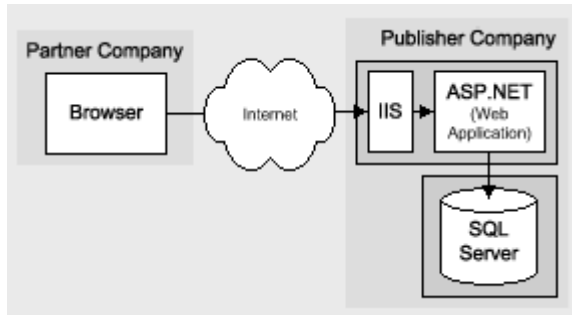 Partner Company
Browser
Internet
Publisher Company
IIS
ASP.NET
(Web
Application)
SQL
Server